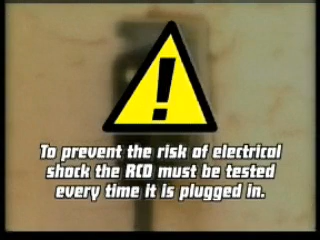 To prevent the risk of electrical
shock the RCD must be tested
every time it is plugged in.